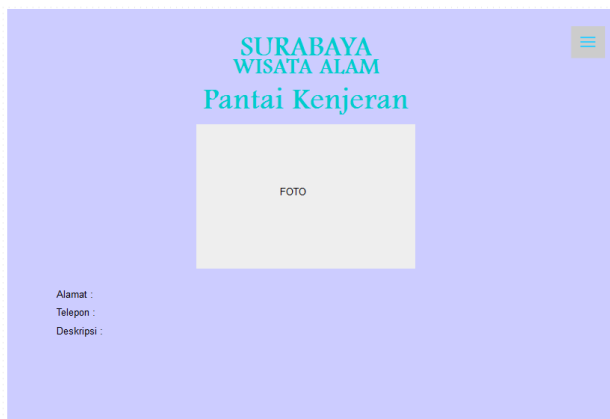 SURABAYA
WISATA ALAM
Pantai Kenjeran
FOTO
Alamat :
Telepon :
Deskripsi :